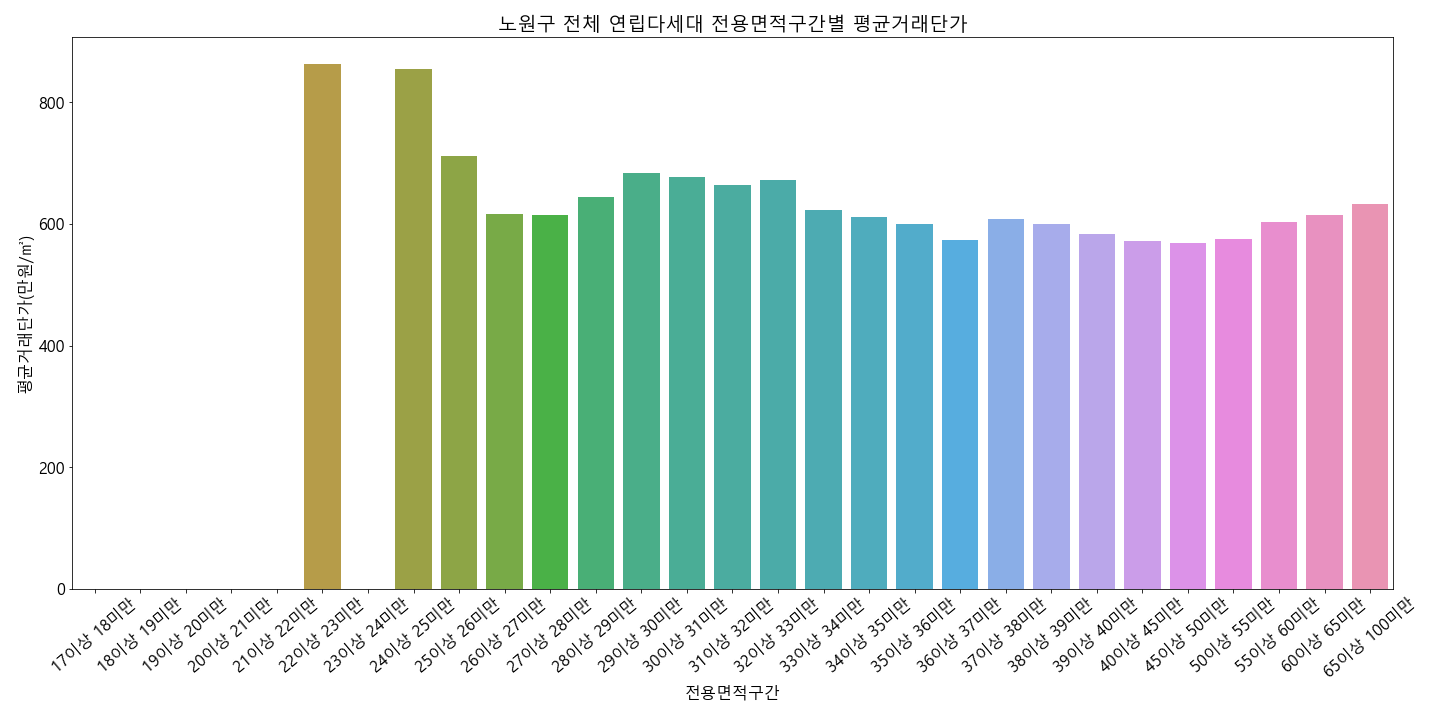 노원구 전체 연립다세대 전용면적구간별 평균거래단가
평균거래단가(만원/㎡)
800
600
400
200
0
17이상 18미만
18이상 19미만
19이상 20미만
20이상 21미만
21이상 22미만
22이상 23미만
23이상 24미만
24이상 25미만
25이상 26미만
26이상 27미만
27이상 28미만
28이상 29미만
29이상 30미만
30이상 31미만
31이상 32미만
32이상 33미만
33이상 34미만
34이상 35미만
35이상 36미만
36이상 37미만
37이상 38미만
38이상 39미만
39이상 40미만
40이상 45미만
45이상 50미만
50이상 55미만
55이상 60미만
60이상 65미만
65이상 100미만
전용면적구간